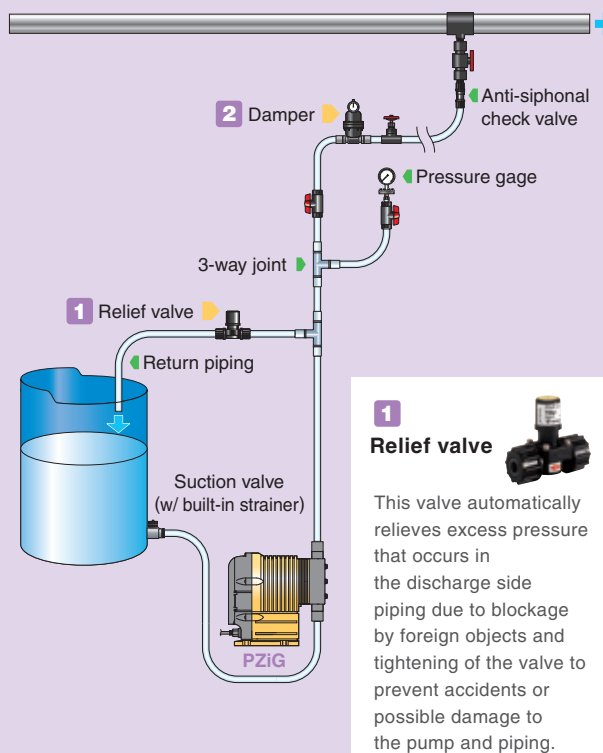 2 Damper
Anti-siphonal
check valve
Pressure gage
3-way joint
1 Relief valve
Return piping
Suction valve
(w/ built-in strainer)
PZiG
1
Relief valve
This valve automatically
relieves excess pressure
that occurs in
the discharge side
piping due to blockage
by foreign objects and
tightening of the valve to
prevent accidents or
possible damage to
the pump and piping.